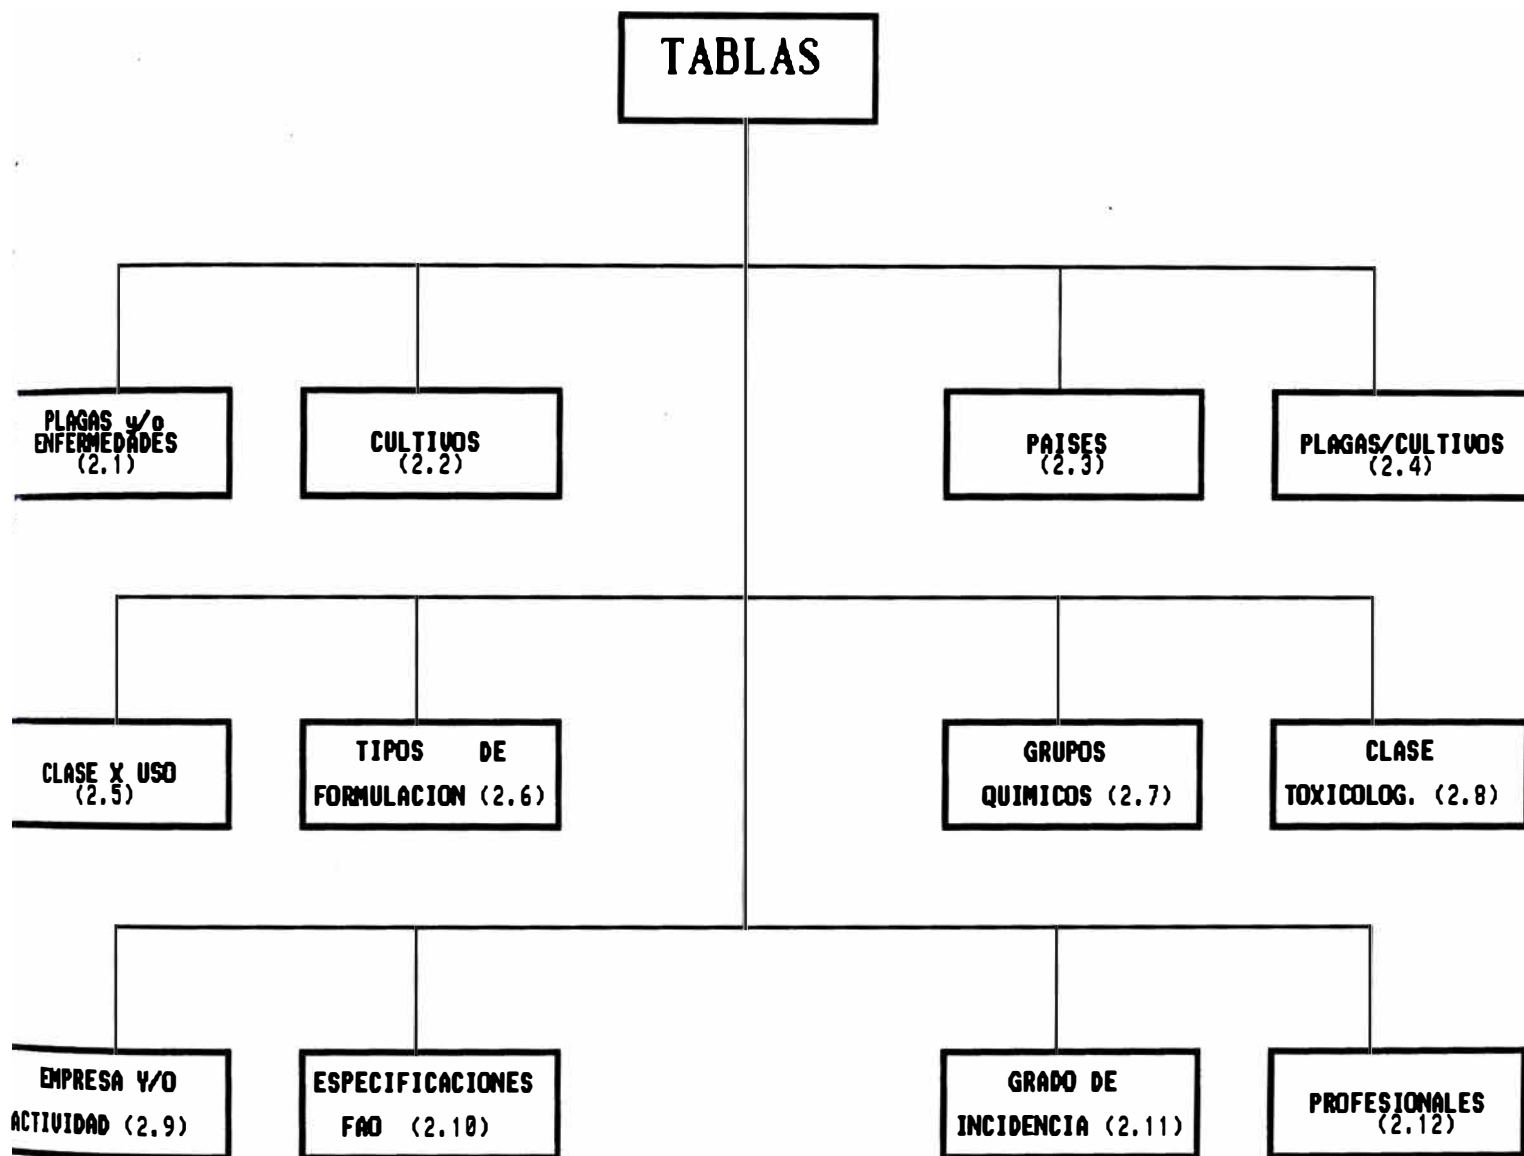 TABLAS
PLAGAS y/o
ENFERMEDADES
(2.1)
CULTIVOS
(2.2)
PAISES
(2.3)
PLAGAS/CULTIVOS
(2.4)
CLASE X USO
(2.5)
TIPOS DE
FORMULACION (2.6)
GRUPOS
QUIMICOS (2.7)
CLASE
TOXICOLOG. (2.8)
EMPRESA Y/O
ACTIVIDAD (2.9)
ESPECIFICACIONES
FAO (2.10)
GRADO DE
INCIDENCIA (2.11)
PROFESIONALES
(2.12)